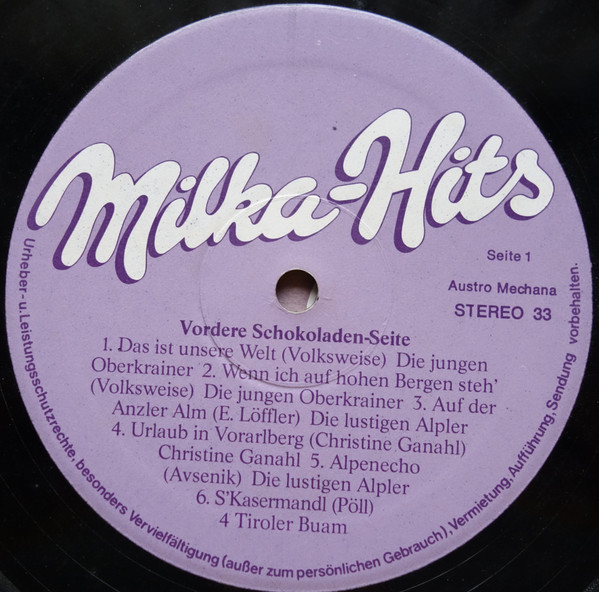 Milka-Hits
Seite 1
Austro Mechana
STEREO 33
Vordere Schokoladen-Seite
1. Das ist unsere Welt (Volksweise) Die jungen
Oberkrainer 2. Wenn ich auf hohen Bergen steh'
(Volksweise) Die jungen Oberkrainer 3. Auf der
Anzler Alm (E. Löffler) Die lustigen Alpler
4. Urlaub in Vorarlberg (Christine Ganahl)
Christine Ganahl 5. Alpenecho
(Avsenik) Die lustigen Alpler
6. S'Kasermandl (Pöll)
4 Tiroler Buam
Urheber- u. Leistungsschutzrechte, besonders Vervielfältigung (außer zum persönlichen Gebrauch), Vermietung, Aufführung, Sendung vorbehalten.